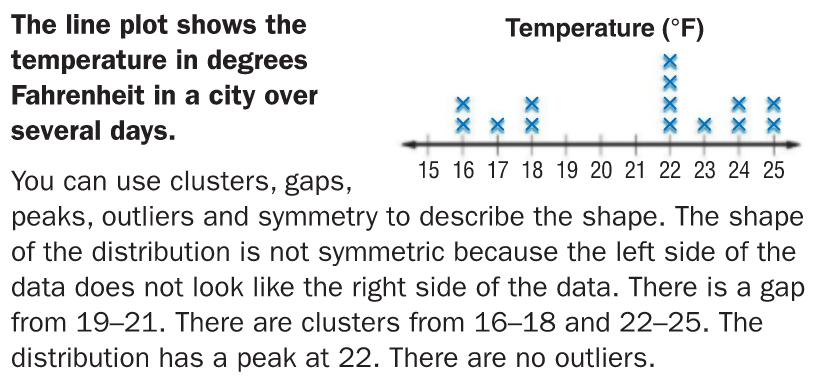 The line plot shows the
temperature in degrees
Fahrenheit in a city over
several days.
Temperature (°F)
15 16 17 18 19 20 21 22 23 24 25
You can use clusters, gaps,
peaks, outliers and symmetry to describe the shape. The shape
of the distribution is not symmetric because the left side of the
data does not look like the right side of the data. There is a gap
from 19–21. There are clusters from 16–18 and 22–25. The
distribution has a peak at 22. There are no outliers.